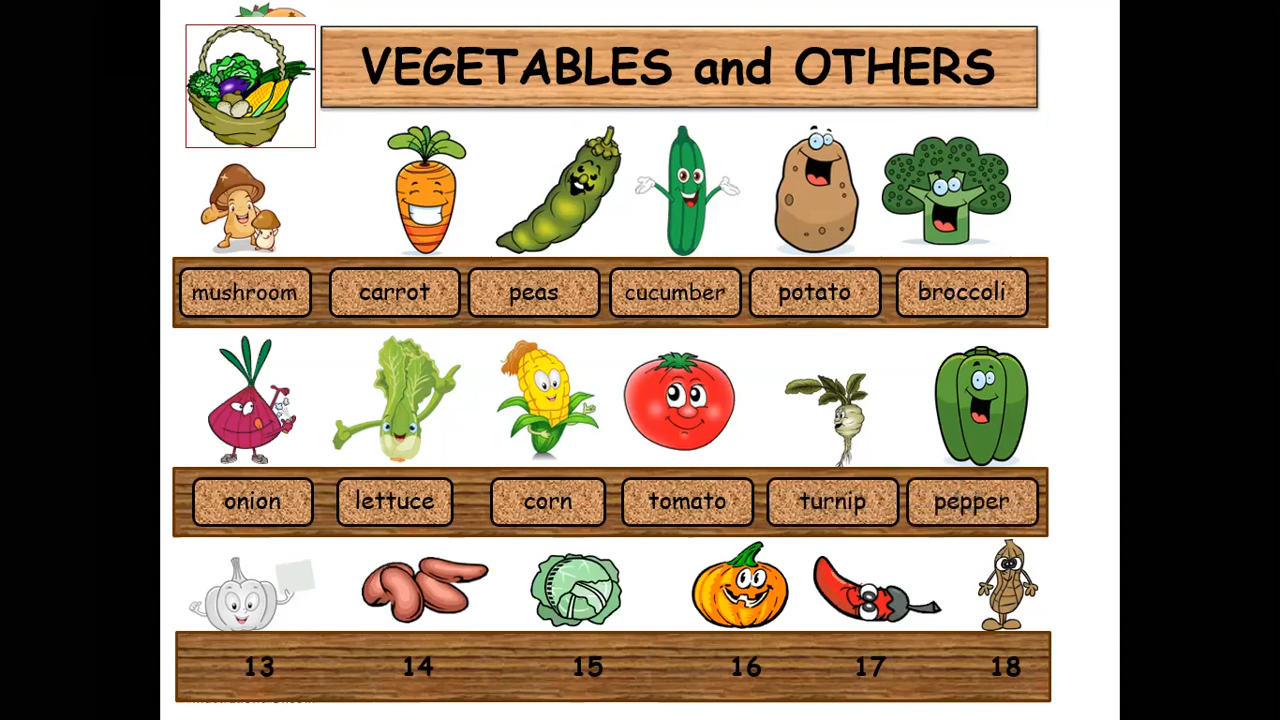 VEGETABLES and OTHERS
mushroom carrot peas cucumber potato broccoli
onion lettuce corn tomato turnip pepper
13 14 15 16 17 18